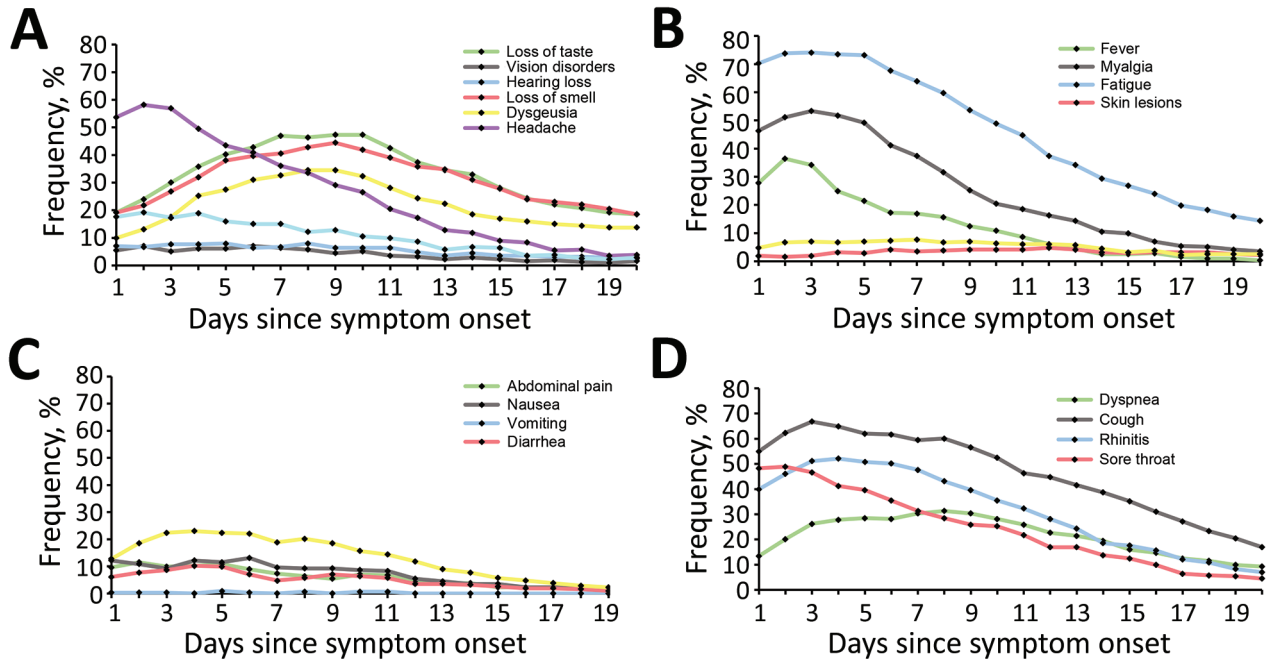 A
80
70
60
50
40
30
20
10
0
Frequency, %
1 3 5 7 9 11 13 15 17 19
Days since symptom onset
Loss of taste
Vision disorders
Hearing loss
Loss of smell
Dysgeusia
Headache
B
80
70
60
50
40
30
20
10
0
Frequency, %
1 3 5 7 9 11 13 15 17 19
Days since symptom onset
Fever
Myalgia
Fatigue
Skin lesions
C
80
70
60
50
40
30
20
10
0
Frequency, %
1 3 5 7 9 11 13 15 17 19
Days since symptom onset
Abdominal pain
Nausea
Vomiting
Diarrhea
D
80
70
60
50
40
30
20
10
0
Frequency, %
1 3 5 7 9 11 13 15 17 19
Days since symptom onset
Dyspnea
Cough
Rhinitis
Sore throat